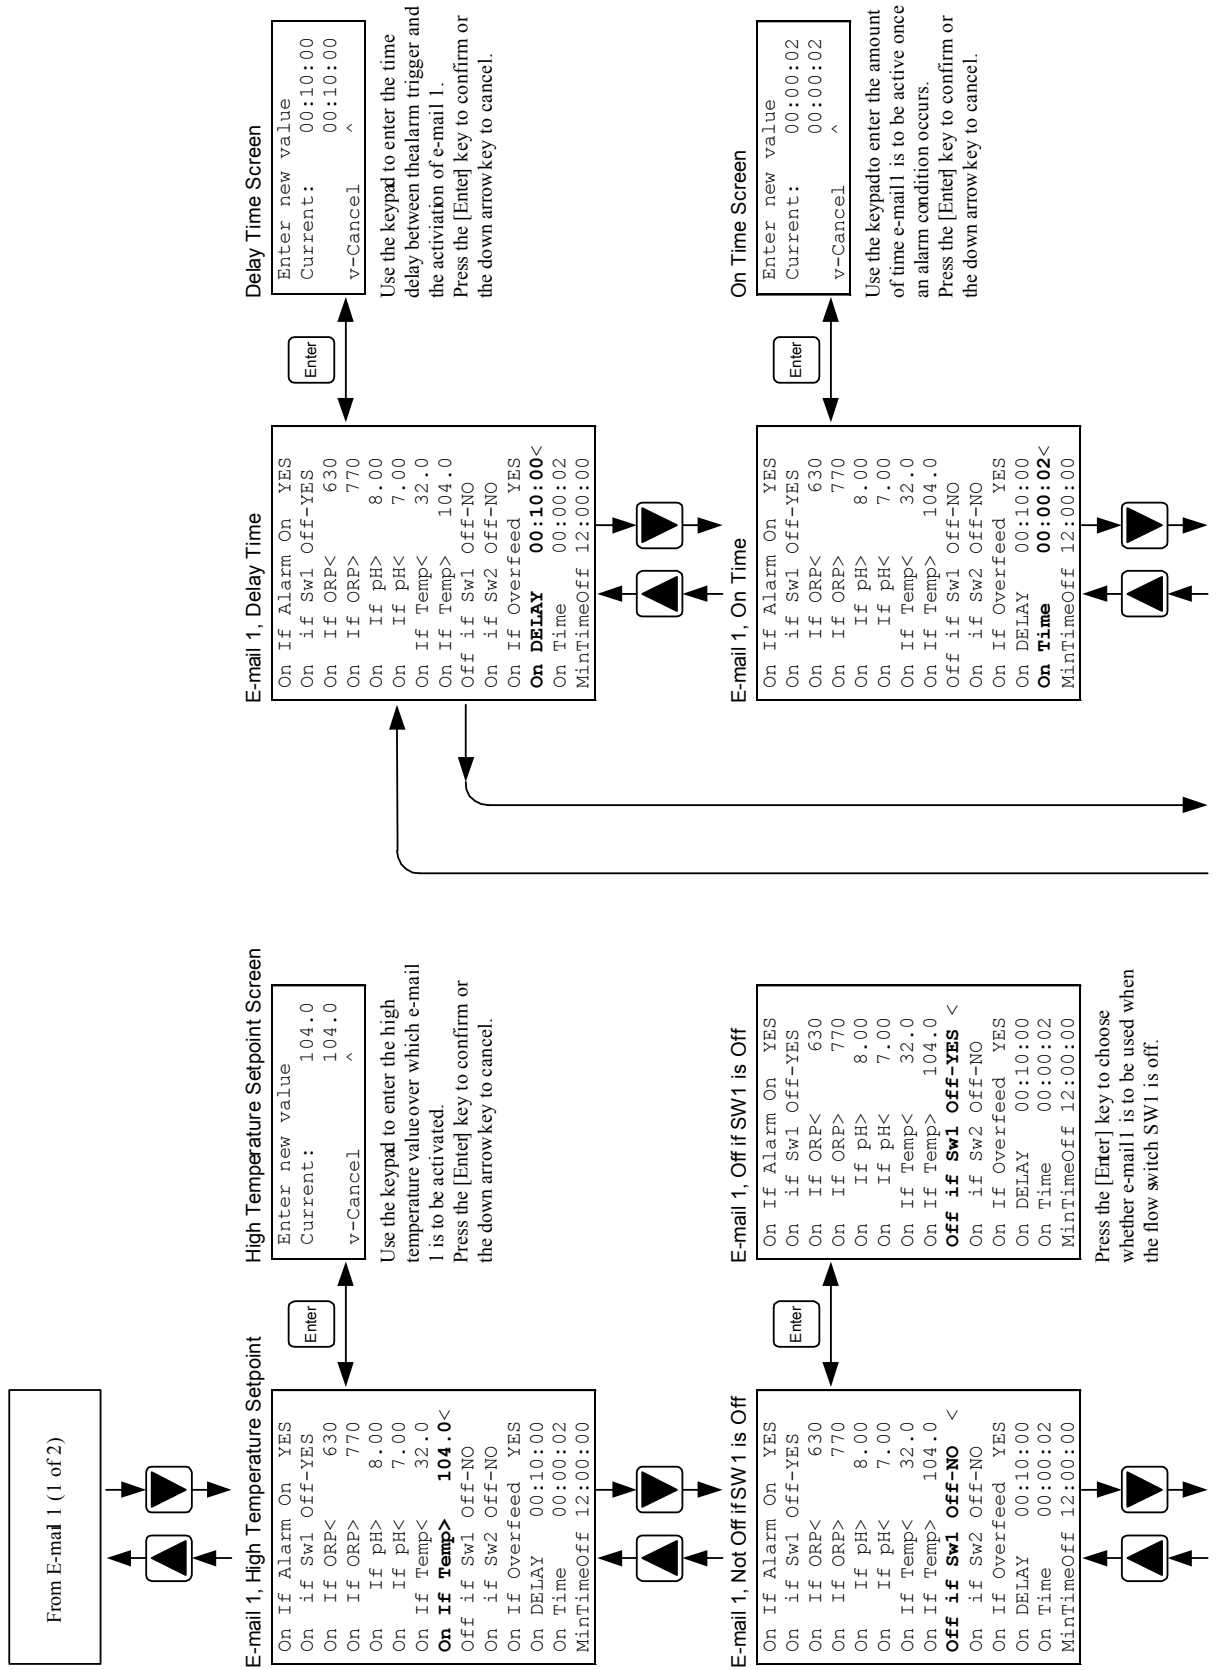 From E-mail 1 (1 of 2)
E-mail 1, High Temperature Setpoint
On If Alarm On  YES
On  if Sw1 Off-YES
On  If ORP<    630
On  If ORP>    770
On   If pH>   8.00
On   If pH<   7.00
On If Temp<   32.0
On If Temp>  104.0<
Off if Sw1 Off-NO
On  if Sw2 Off-NO
On If Overfeed  YES
On DELAY   00:10:00
On Time    00:00:02
MinTimeOff 12:00:00
Enter
High Temperature Setpoint Screen
Enter new value
Current:     104.0
104.0
v-Cancel     ^
Use the keypad to enter the high
temperature value over which e-mail
1 is to be activated.
Press the [Enter] key to confirm or
the down arrow key to cancel.
E-mail 1, Not Off if SW1 is Off
On If Alarm On  YES
On  if Sw1 Off-YES
On  If ORP<    630
On  If ORP>    770
On   If pH>   8.00
On   If pH<   7.00
On If Temp<   32.0
On If Temp>  104.0
Off if Sw1 Off-NO  <
On  if Sw2 Off-NO
On If Overfeed  YES
On DELAY   00:10:00
On Time    00:00:02
MinTimeOff 12:00:00
Enter
E-mail 1, Off if SW1 is Off
On If Alarm On  YES
On  if Sw1 Off-YES
On  If ORP<    630
On  If ORP>    770
On   If pH>   8.00
On   If pH<   7.00
On If Temp<   32.0
On If Temp>  104.0
Off if Sw1 Off-YES <
On  if Sw2 Off-NO
On If Overfeed  YES
On DELAY   00:10:00
On Time    00:00:02
MinTimeOff 12:00:00
Press the [Enter] key to choose
whether e-mail 1 is to be used when
the flow switch SW1 is off.
E-mail 1, Delay Time
On If Alarm On  YES
On  if Sw1 Off-YES
On  If ORP<    630
On  If ORP>    770
On   If pH>   8.00
On   If pH<   7.00
On If Temp<   32.0
On If Temp>  104.0
Off if Sw1 Off-NO
On  if Sw2 Off-NO
On If Overfeed  YES
On DELAY   00:10:00<
On Time    00:00:02
MinTimeOff 12:00:00
Enter
Delay Time Screen
Enter new value
Current:   00:10:00
00:10:00
v-Cancel     ^
Use the keypad to enter the time
delay between thealarm trigger and
the activiation of e-mail 1.
Press the [Enter] key to confirm or
the down arrow key to cancel.
E-mail 1, On Time
On If Alarm On  YES
On  if Sw1 Off-YES
On  If ORP<    630
On  If ORP>    770
On   If pH>   8.00
On   If pH<   7.00
On If Temp<   32.0
On If Temp>  104.0
Off if Sw1 Off-NO
On  if Sw2 Off-NO
On If Overfeed  YES
On DELAY   00:10:00
On Time    00:00:02<
MinTimeOff 12:00:00
Enter
On Time Screen
Enter new value
Current:   00:00:02
00:00:02
v-Cancel     ^
Use the keypad to enter the amount
of time e-mail 1 is to be active once
an alarm condition occurs.
Press the [Enter] key to confirm or
the down arrow key to cancel.